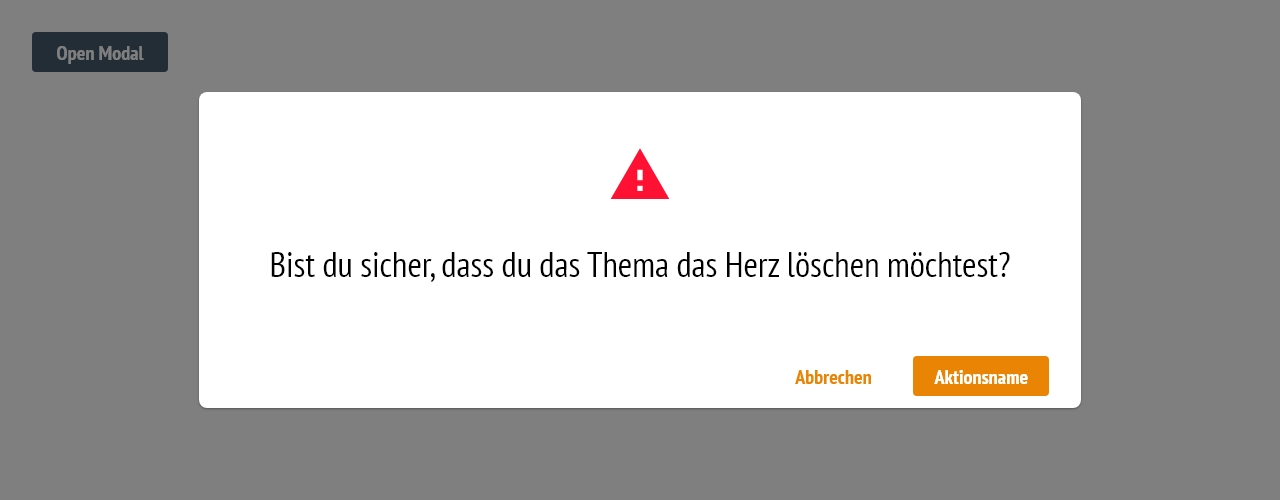 Open Modal
Bist du sicher, dass du das Thema das Herz löschen möchtest?
Abbrechen
Aktionsname